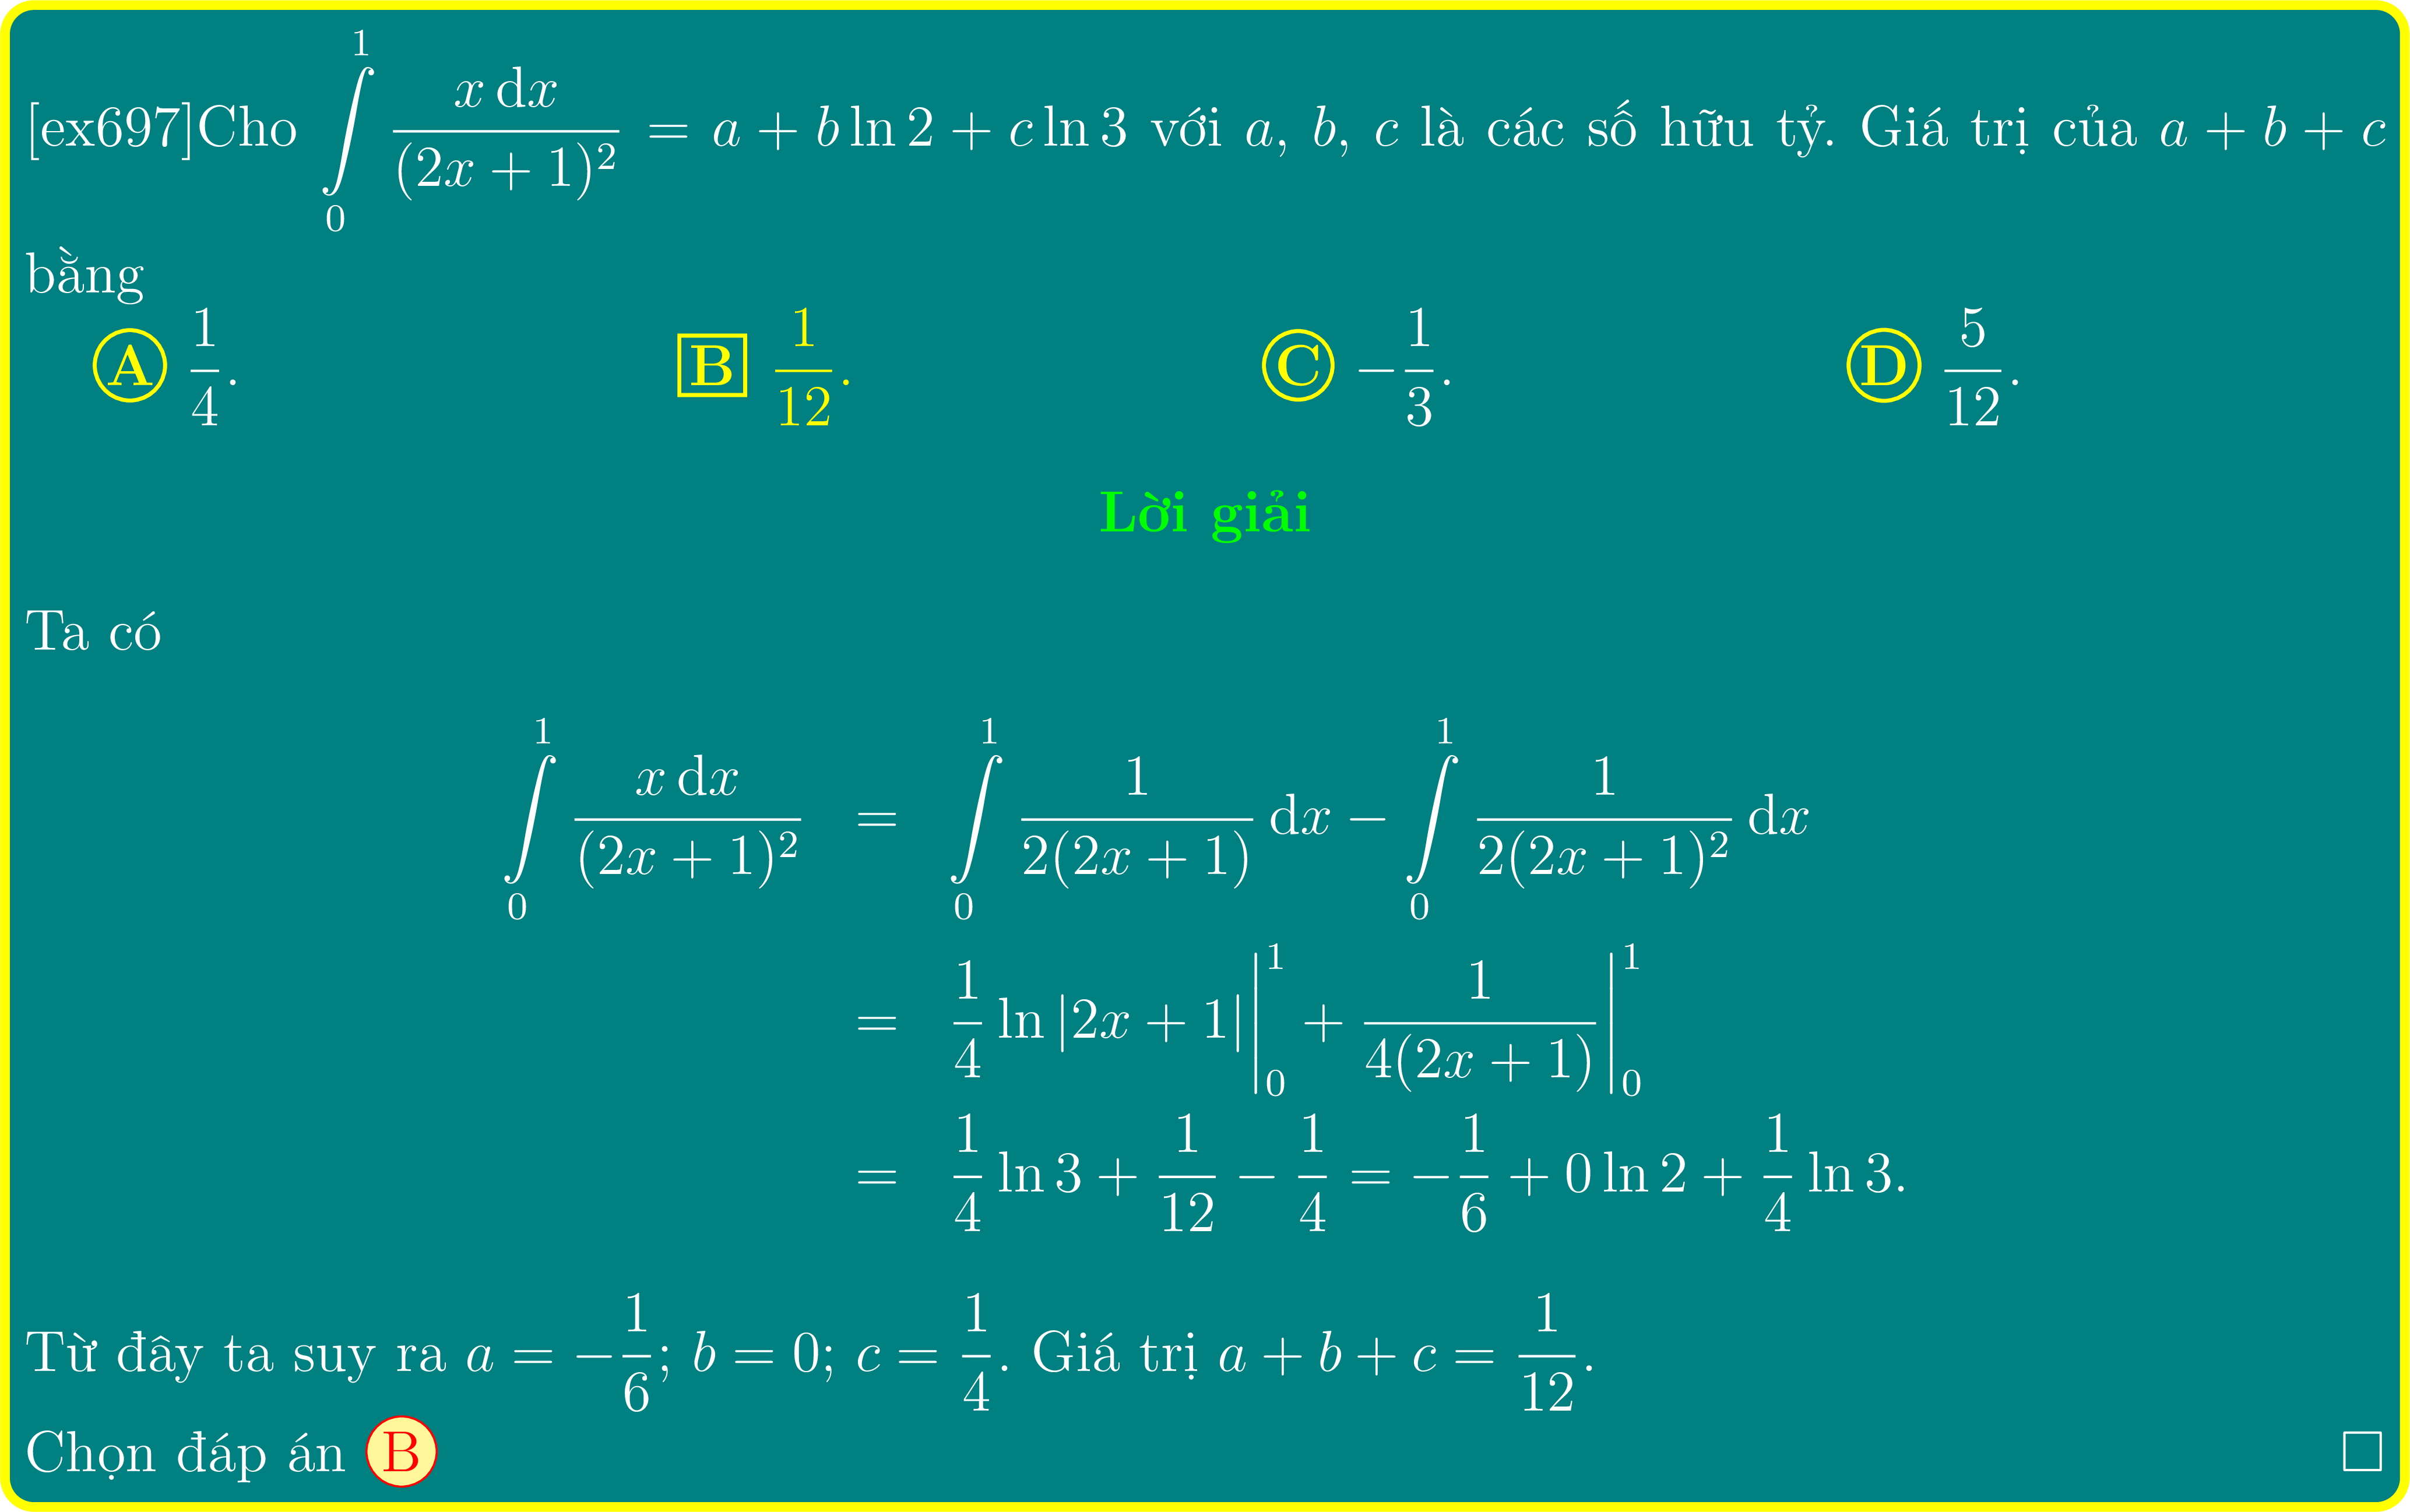 [ex697]Cho $\int\limits_0^1 \frac{x\,\mathrm{d}x}{(2x+1)^2} = a + b\ln 2 + c\ln 3$ với $a$, $b$, $c$ là các số hữu tỷ. Giá trị của $a + b + c$
bằng
Ⓐ $\frac{1}{4}$. B $\frac{1}{12}$. Ⓒ $-\frac{1}{3}$. Ⓓ $\frac{5}{12}$.
Lời giải
Ta có
$\int\limits_0^1 \frac{x\,\mathrm{d}x}{(2x+1)^2} = \int\limits_0^1 \frac{1}{2(2x+1)}\,\mathrm{d}x - \int\limits_0^1 \frac{1}{2(2x+1)^2}\,\mathrm{d}x$
$= \frac{1}{4}\ln|2x+1|\Big|_0^1 + \frac{1}{4(2x+1)}\Big|_0^1$
$= \frac{1}{4}\ln 3 + \frac{1}{12} - \frac{1}{4} = -\frac{1}{6} + 0\ln 2 + \frac{1}{4}\ln 3.$
Từ đây ta suy ra $a = -\frac{1}{6}$; $b = 0$; $c = \frac{1}{4}$. Giá trị $a + b + c = \frac{1}{12}$.
Chọn đáp án Ⓑ □